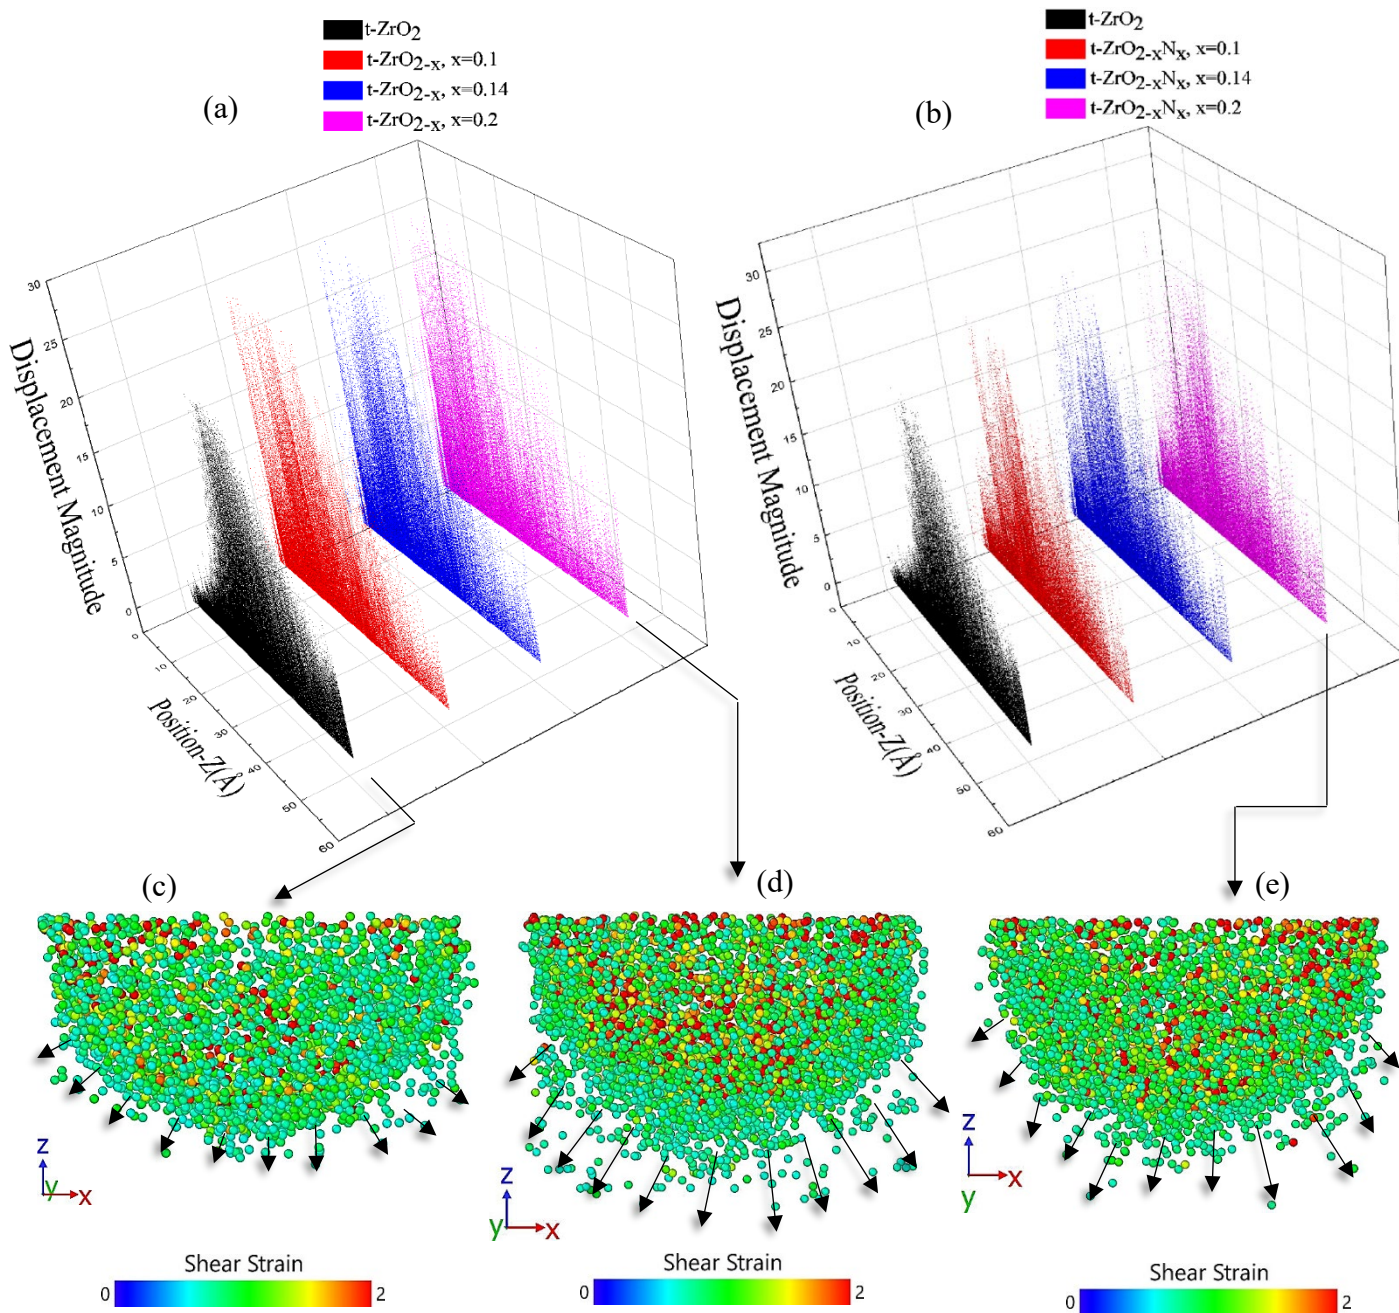 (a)
t-ZrO2
t-ZrO2-x, x=0.1
t-ZrO2-x, x=0.14
t-ZrO2-x, x=0.2
Displacement Magnitude
30
25
20
15
10
5
0
0
10
20
30
40
50
60
Position-Z(Å)
(b)
t-ZrO2
t-ZrO2-xNx, x=0.1
t-ZrO2-xNx, x=0.14
t-ZrO2-xNx, x=0.2
Displacement Magnitude
30
25
20
15
10
5
0
0
10
20
30
40
50
60
Position-Z(Å)
(c)
z
y
x
Shear Strain
0
2
(d)
z
y
x
Shear Strain
0
2
(e)
z
y
x
Shear Strain
0
2